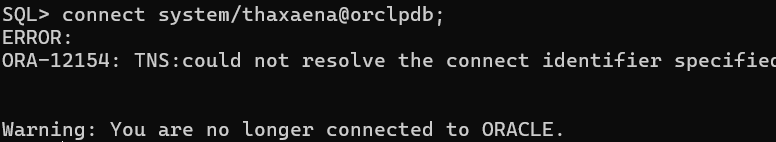 SQL> connect system/thaxaena@orclpdb;
ERROR:
ORA-12154: TNS:could not resolve the connect identifier specified
Warning: You are no longer connected to ORACLE.